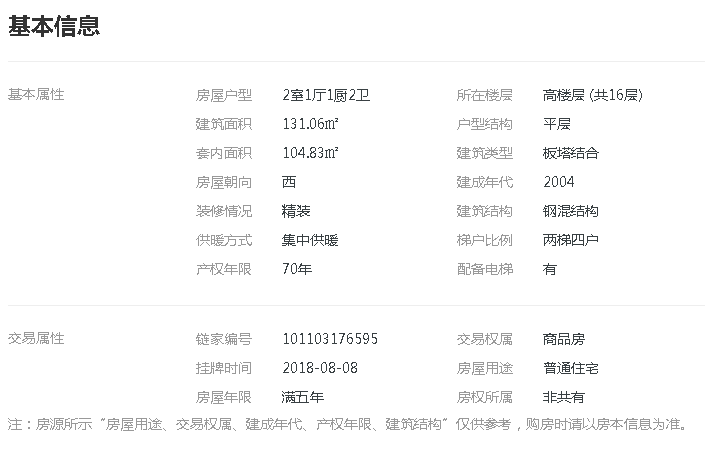 基本信息
基本属性 房屋户型 2室1厅1厨2卫 所在楼层 高楼层 (共16层)
建筑面积 131.06㎡ 户型结构 平层
套内面积 104.83㎡ 建筑类型 板塔结合
房屋朝向 西 建成年代 2004
装修情况 精装 建筑结构 钢混结构
供暖方式 集中供暖 梯户比例 两梯四户
产权年限 70年 配备电梯 有
交易属性 链家编号 101103176595 交易权属 商品房
挂牌时间 2018-08-08 房屋用途 普通住宅
房屋年限 满五年 房权所属 非共有
注：房源所示“房屋用途、交易权属、建成年代、产权年限、建筑结构”仅供参考，购房时请以房本信息为准。